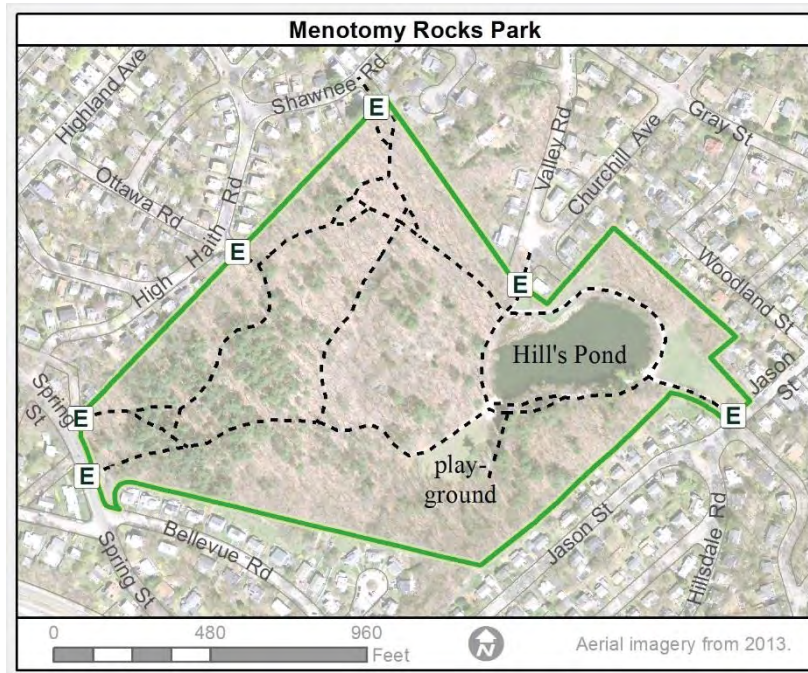 Menotomy Rocks Park
Highland Ave
Shawnee Rd
E
Valley Rd
Churchill Ave
Gray St
Ottawa Rd
High Haith Rd
E
E
Woodland St
Hill's Pond
Jason St
Spring St
E
E
E
play-
ground
Bellevue Rd
Jason St
Hillsdale Rd
Spring St
0 480 960
Feet
N
Aerial imagery from 2013.